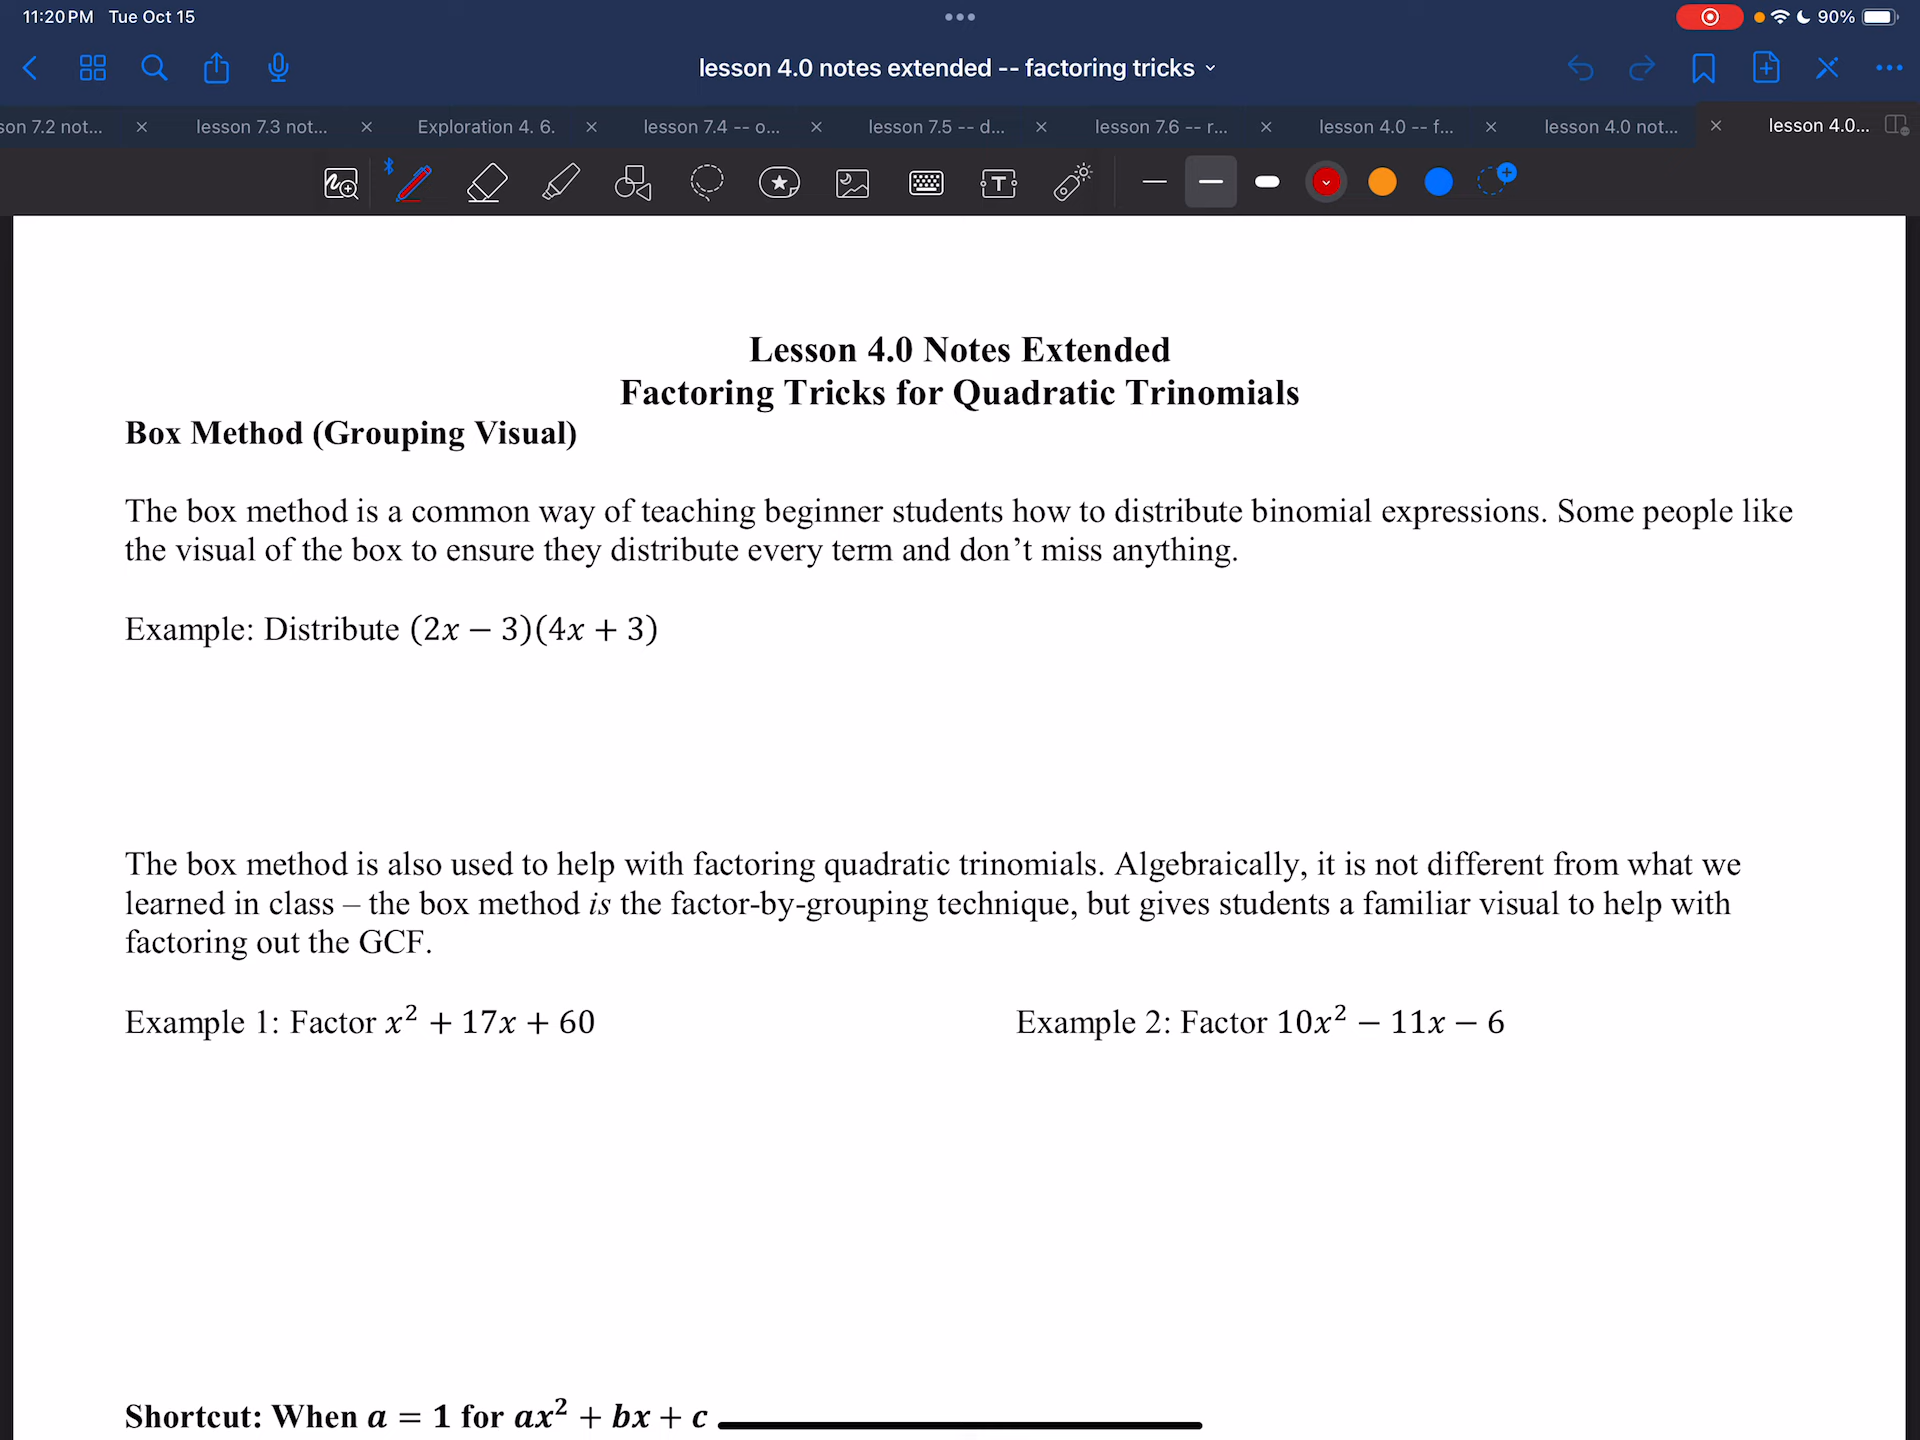 11:20 PM Tue Oct 15
90%
lesson 4.0 notes extended -- factoring tricks
son 7.2 not...
lesson 7.3 not...
Exploration 4. 6.
lesson 7.4 -- o...
lesson 7.5 -- d...
lesson 7.6 -- r...
lesson 4.0 -- f...
lesson 4.0 not...
lesson 4.0...
Lesson 4.0 Notes Extended
Factoring Tricks for Quadratic Trinomials
Box Method (Grouping Visual)
The box method is a common way of teaching beginner students how to distribute binomial expressions. Some people like
the visual of the box to ensure they distribute every term and don’t miss anything.
Example: Distribute (2x − 3)(4x + 3)
The box method is also used to help with factoring quadratic trinomials. Algebraically, it is not different from what we
learned in class – the box method is the factor-by-grouping technique, but gives students a familiar visual to help with
factoring out the GCF.
Example 1: Factor x² + 17x + 60
Example 2: Factor 10x² − 11x − 6
Shortcut: When a = 1 for ax² + bx + c